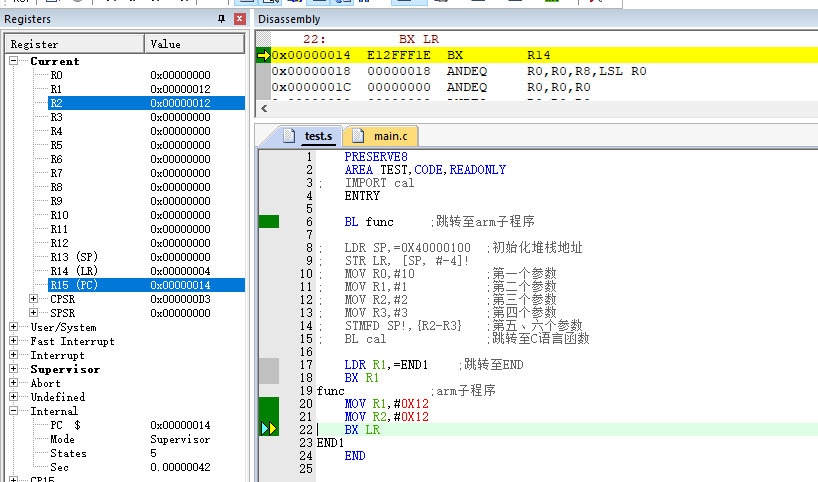 Registers
Register Value
Current
R0 0x00000000
R1 0x00000012
R2 0x00000012
R3 0x00000000
R4 0x00000000
R5 0x00000000
R6 0x00000000
R7 0x00000000
R8 0x00000000
R9 0x00000000
R10 0x00000000
R11 0x00000000
R12 0x00000000
R13 (SP) 0x00000000
R14 (LR) 0x00000004
R15 (PC) 0x00000014
CPSR 0x000000D3
SPSR 0x00000000
User/System
Fast Interrupt
Interrupt
Supervisor
Abort
Undefined
Internal
PC $ 0x00000014
Mode Supervisor
States 5
Sec 0.00000042
CP15
Disassembly
22: BX LR
0x00000014 E12FFF1E BX R14
0x00000018 00000018 ANDEQ R0,R0,R8,LSL R0
0x0000001C 00000000 ANDEQ R0,R0,R0
test.s main.c
1 PRESERVE8
2 AREA TEST,CODE,READONLY
3 ; IMPORT cal
4 ENTRY
5
6 BL func ;跳转至arm子程序
7
8 ; LDR SP,=0X40000100 ;初始化堆栈地址
9 ; STR LR, [SP, #-4]!
10 ; MOV R0,#10 ;第一个参数
11 ; MOV R1,#1 ;第二个参数
12 ; MOV R2,#2 ;第三个参数
13 ; MOV R3,#3 ;第四个参数
14 ; STMFD SP!,{R2-R3} ;第五、六个参数
15 ; BL cal ;跳转至C语言函数
16
17 LDR R1,=END1 ;跳转至END
18 BX R1
19 func ;arm子程序
20 MOV R1,#0X12
21 MOV R2,#0X12
22 BX LR
23 END1
24 END
25